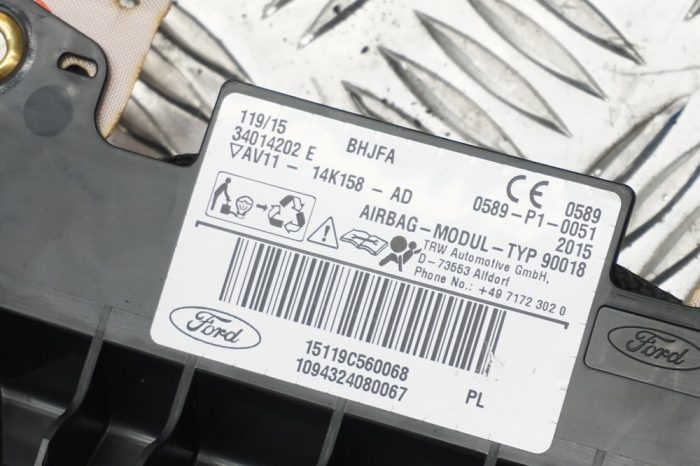 119/15
34014202 E BHJFA
▽AV11 - 14K158 - AD
CE 0589
0589-P1-0051
2015
AIRBAG-MODUL-TYP 90018
TRW Automotive GmbH,
D - 73553 Alfdorf
Phone No.: +49 7172 302 0
Ford
15119C560068
1094324080067
PL
Ford